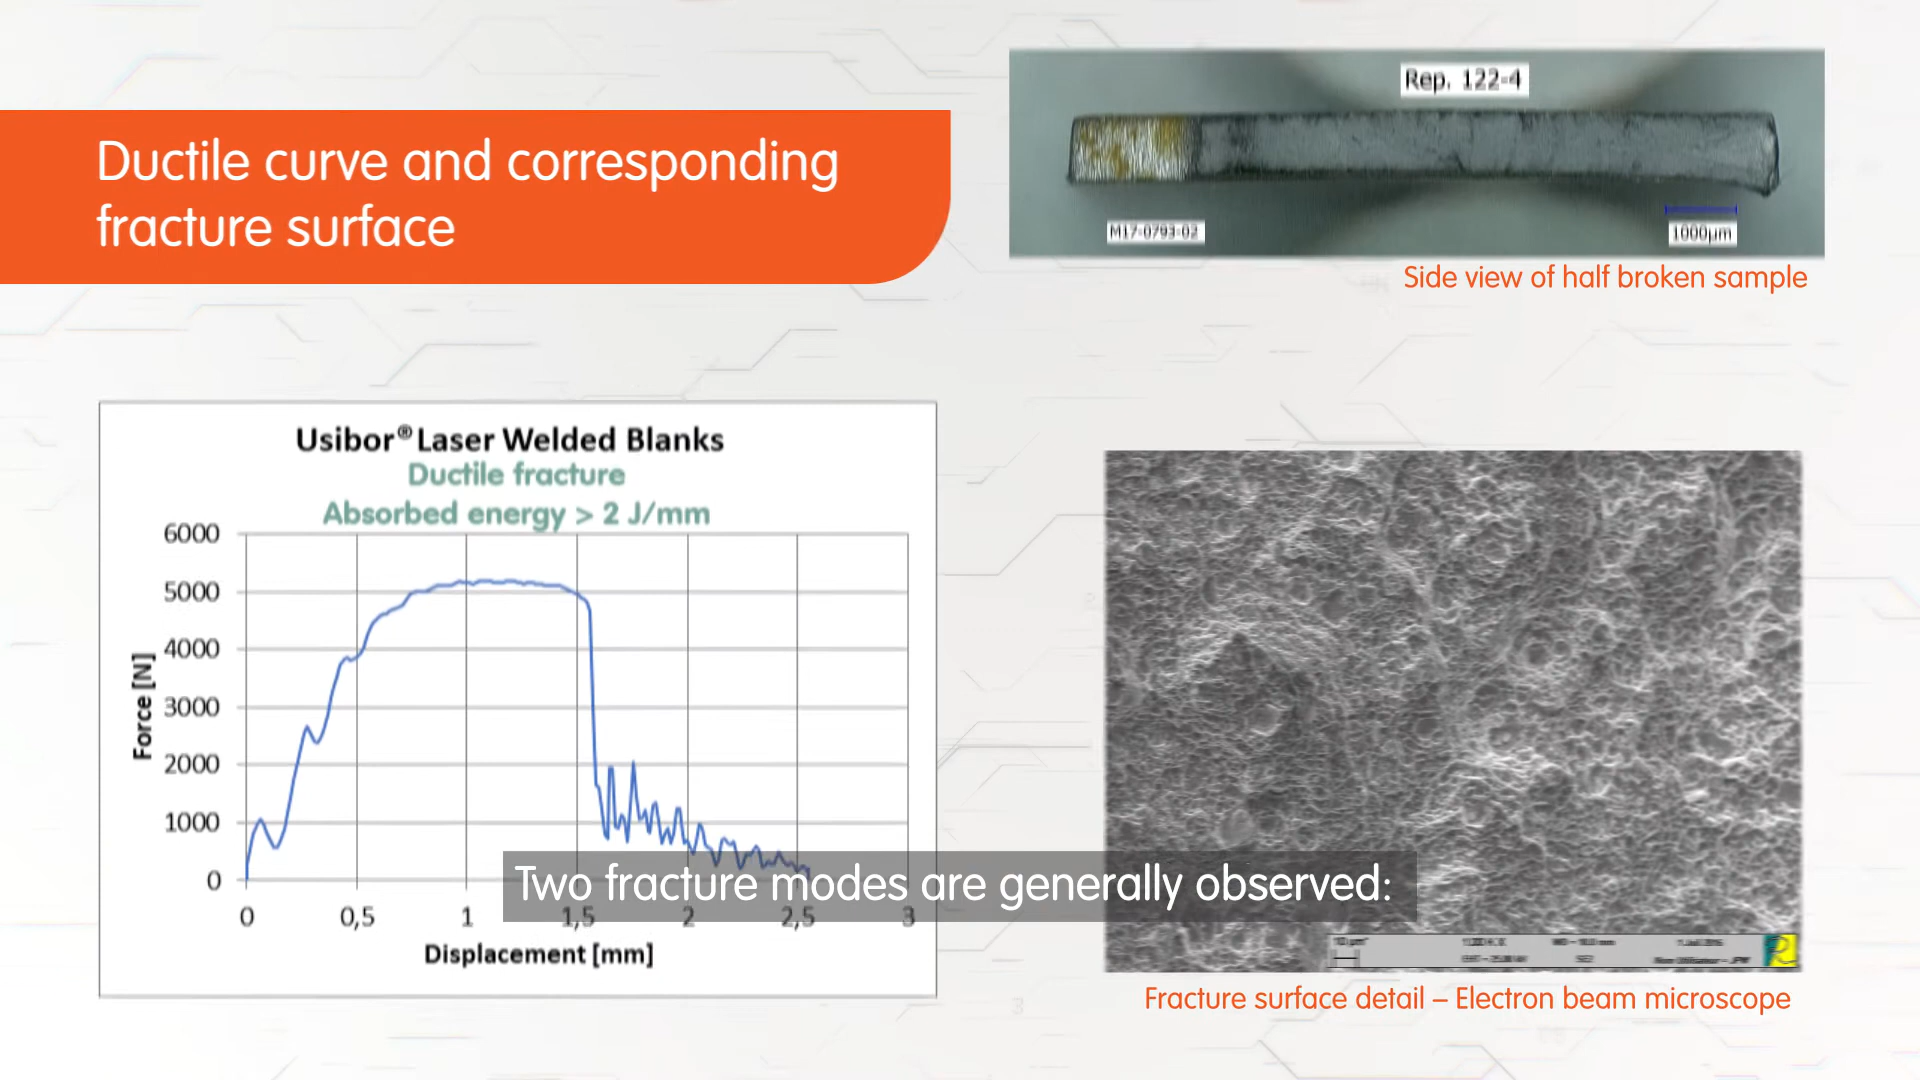 Ductile curve and corresponding
fracture surface
Rep. 122-4
M17-0793-02
1000µm
Side view of half broken sample
Usibor® Laser Welded Blanks
Ductile fracture
Absorbed energy > 2 J/mm
6000
5000
4000
3000
2000
1000
0
Force [N]
0 0,5 1 1,5 2 2,5 3
Displacement [mm]
Two fracture modes are generally observed:
10 µm
Fracture surface detail – Electron beam microscope